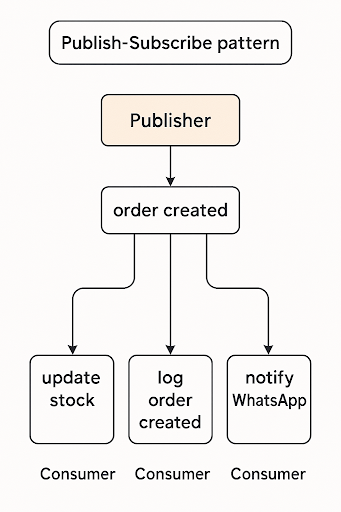 Publish-Subscribe pattern
Publisher
order created
update
stock
log
order
created
notify
WhatsApp
Consumer
Consumer
Consumer